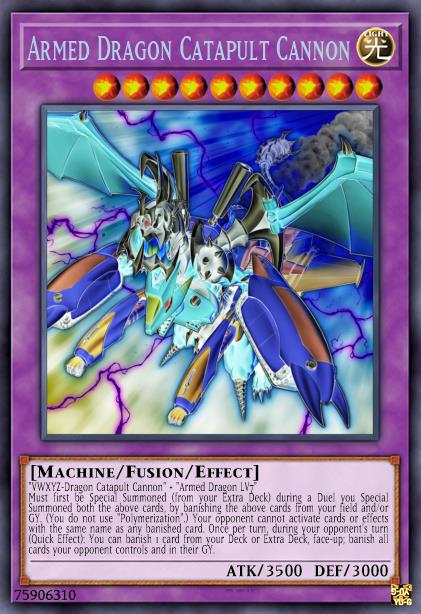 ARMED DRAGON CATAPULT CANNON
LIGHT
光
[MACHINE/FUSION/EFFECT]
"VWXYZ-Dragon Catapult Cannon" + "Armed Dragon LV7"
Must first be Special Summoned (from your Extra Deck) during a Duel you Special
Summoned both the above cards, by banishing the above cards from your field and/or
GY. (You do not use "Polymerization".) Your opponent cannot activate cards or effects
with the same name as any banished card. Once per turn, during your opponent's turn
(Quick Effect): You can banish 1 card from your Deck or Extra Deck, face-up; banish all
cards your opponent controls and in their GY.
ATK/3500 DEF/3000
75906310